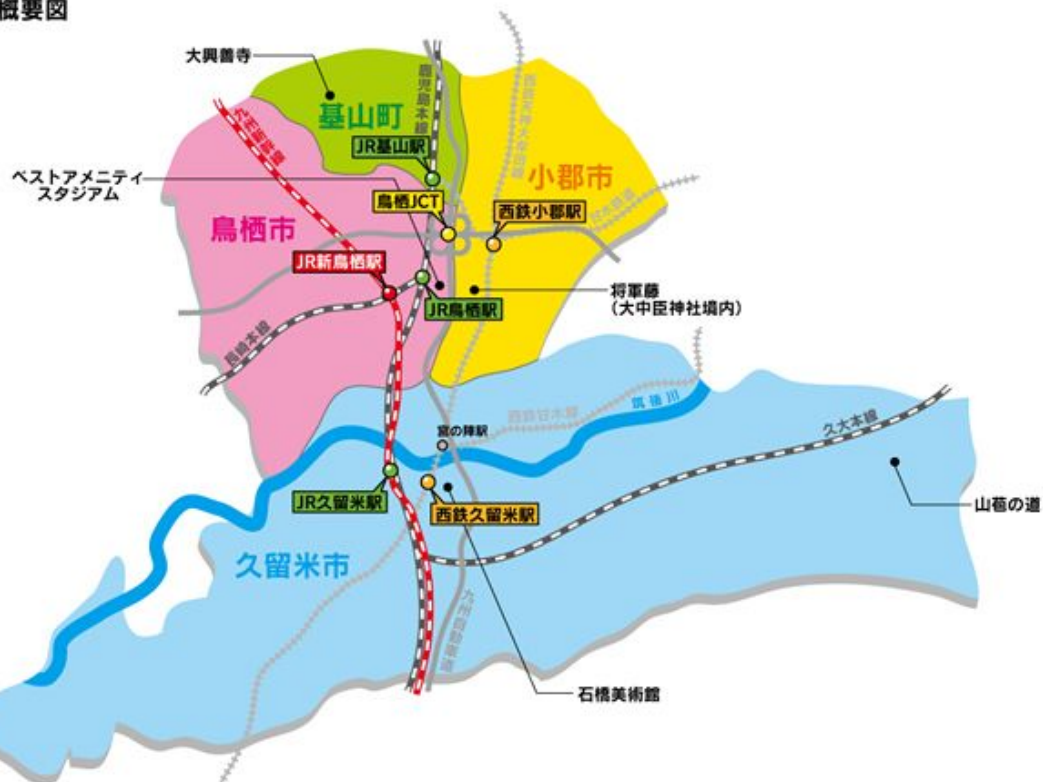 概要図
大興善寺
鹿児島本線
西鉄天神大牟田線
基山町
九州新幹線
JR基山駅
ベストアメニティ
スタジアム
小郡市
鳥栖JCT
西鉄小郡駅
甘木鉄道
鳥栖市
JR新鳥栖駅
将軍藤
(大中臣神社境内)
JR鳥栖駅
長崎本線
筑後川
西鉄甘木線
久大本線
宮の陣駅
JR久留米駅
西鉄久留米駅
山苞の道
久留米市
九州自動車道
石橋美術館